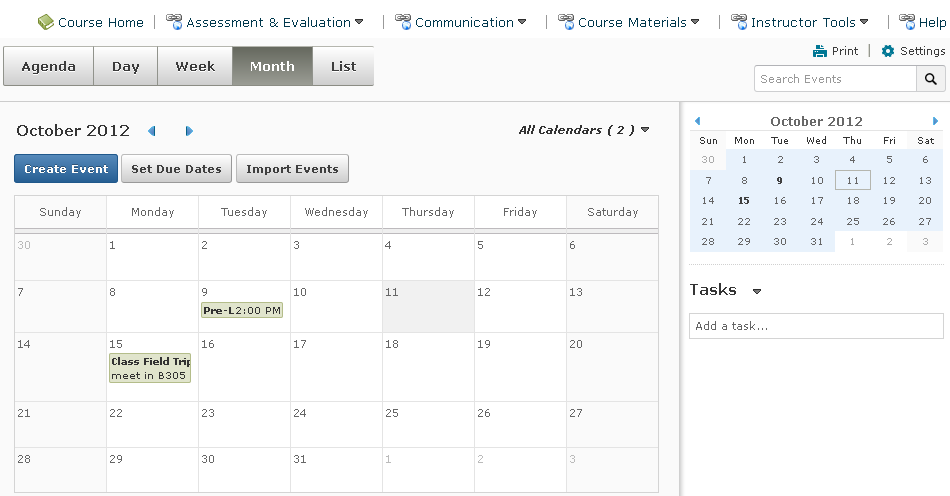 Course Home Assessment & Evaluation Communication Course Materials Instructor Tools Help
Agenda Day Week Month List
Print Settings
Search Events
October 2012
All Calendars ( 2 )
Create Event Set Due Dates Import Events
Sunday Monday Tuesday Wednesday Thursday Friday Saturday
30 1 2 3 4 5 6
7 8 9 10 11 12 13
Pre-L2:00 PM
14 15 16 17 18 19 20
Class Field Trip
meet in B305
21 22 23 24 25 26 27
28 29 30 31 1 2 3
October 2012
Sun Mon Tue Wed Thu Fri Sat
30 1 2 3 4 5 6
7 8 9 10 11 12 13
14 15 16 17 18 19 20
21 22 23 24 25 26 27
28 29 30 31 1 2 3
Tasks
Add a task...